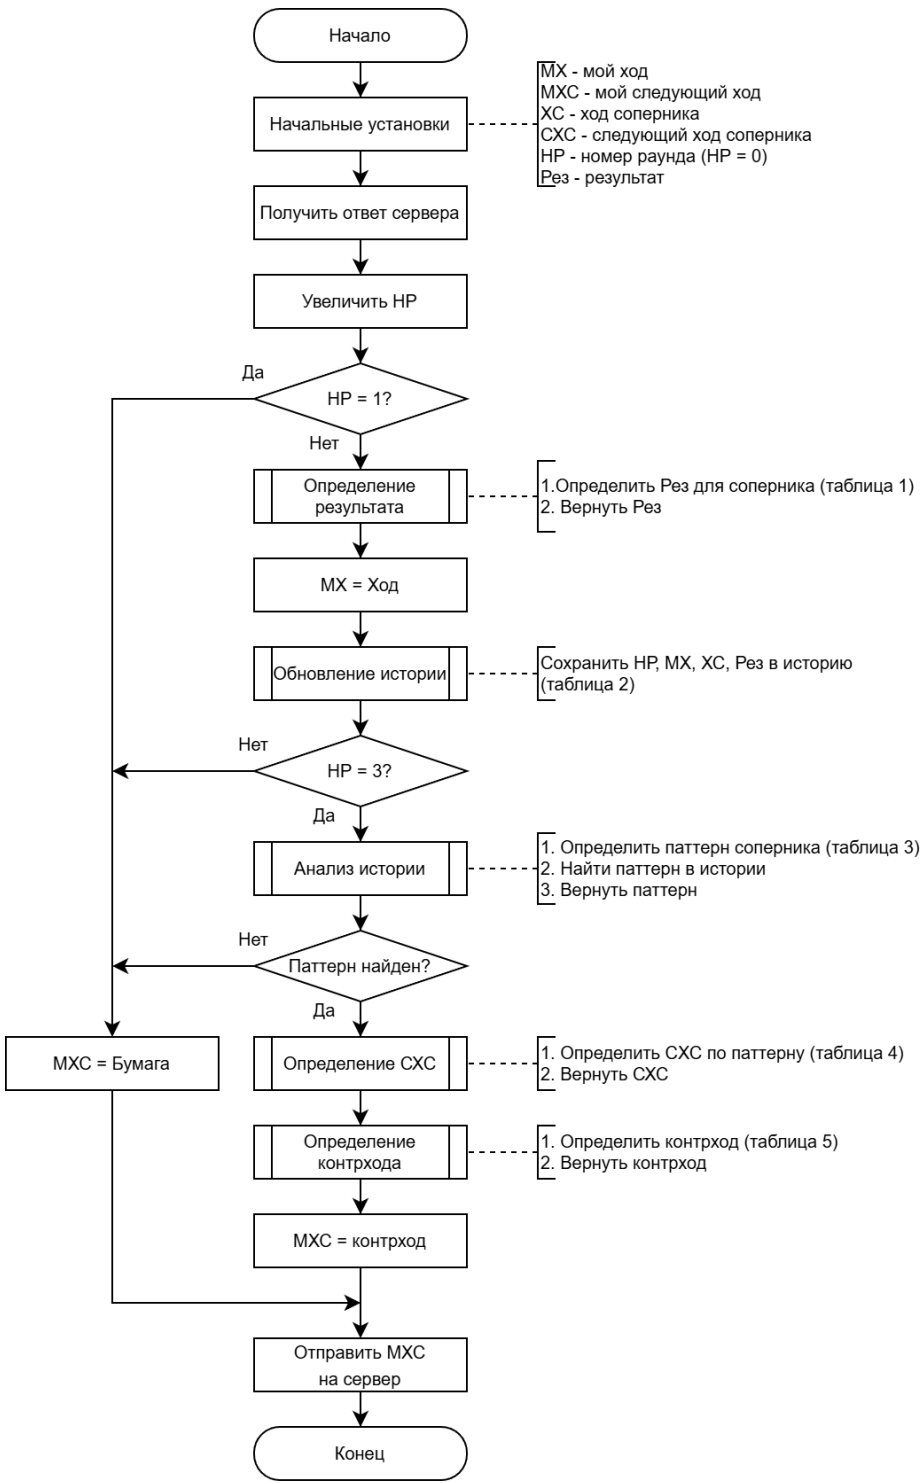 Начало
Начальные установки
МХ - мой ход
МХС - мой следующий ход
ХС - ход соперника
СХС - следующий ход соперника
НР - номер раунда (НР = 0)
Рез - результат
Получить ответ сервера
Увеличить НР
Да
НР = 1?
Нет
Определение
результата
1.Определить Рез для соперника (таблица 1)
2. Вернуть Рез
МХ = Ход
Обновление истории
Сохранить НР, МХ, ХС, Рез в историю
(таблица 2)
Нет
НР = 3?
Да
Анализ истории
1. Определить паттерн соперника (таблица 3)
2. Найти паттерн в истории
3. Вернуть паттерн
Нет
Паттерн найден?
Да
МХС = Бумага
Определение СХС
1. Определить СХС по паттерну (таблица 4)
2. Вернуть СХС
Определение
контрхода
1. Определить контрход (таблица 5)
2. Вернуть контрход
МХС = контрход
Отправить МХС
на сервер
Конец